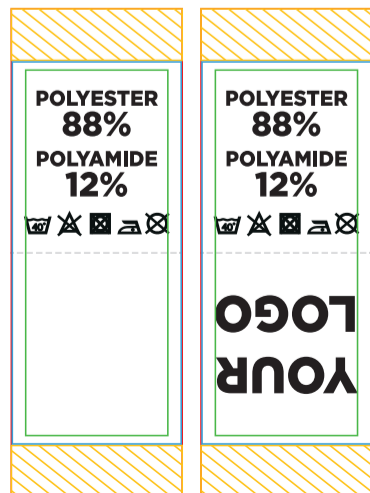 POLYESTER
88%
POLYAMIDE
12%
40°
POLYESTER
88%
POLYAMIDE
12%
40°
YOUR
LOGO